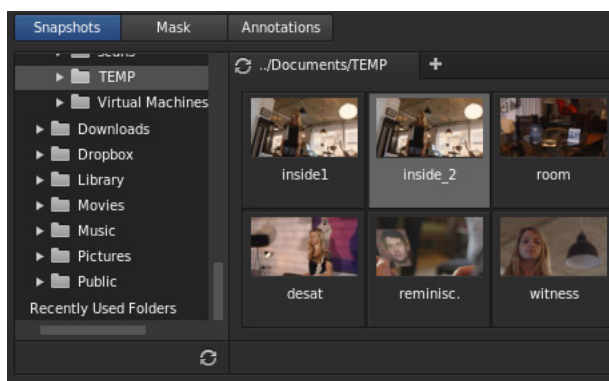 Snapshots Mask Annotations
scans
TEMP
Virtual Machines
Downloads
Dropbox
Library
Movies
Music
Pictures
Public
Recently Used Folders
../Documents/TEMP +
inside1 inside_2 room
desat reminisc. witness